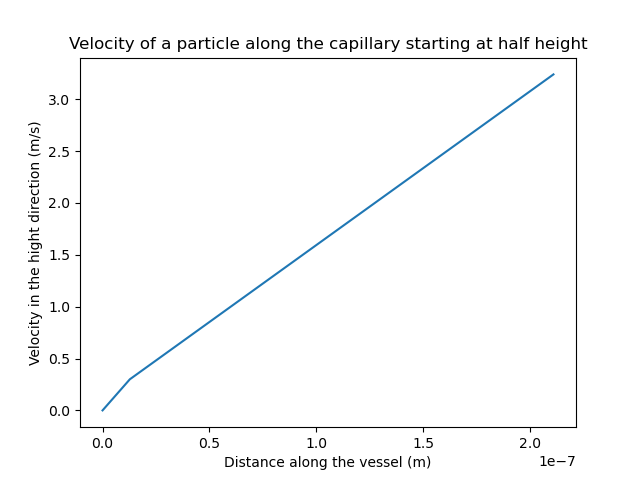 Velocity of a particle along the capillary starting at half height
3.0
2.5
2.0
1.5
1.0
0.5
0.0
Velocity in the hight direction (m/s)
0.0 0.5 1.0 1.5 2.0
1e−7
Distance along the vessel (m)